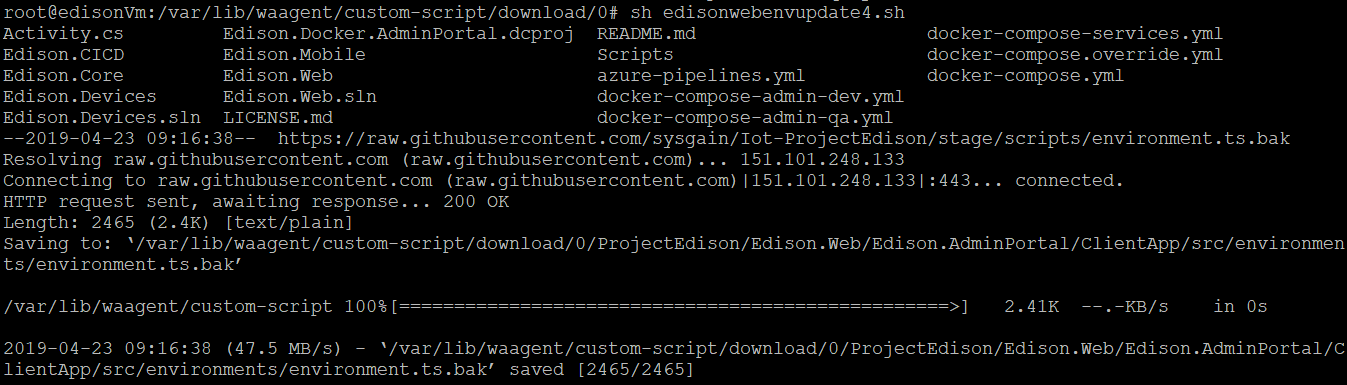 root@edisonVm:/var/lib/waagent/custom-script/download/0# sh edisonwebenvupdate4.sh
Activity.cs         Edison.Docker.AdminPortal.dcproj  README.md                     docker-compose-services.yml
Edison.CICD         Edison.Mobile                     Scripts                       docker-compose.override.yml
Edison.Core         Edison.Web                        azure-pipelines.yml           docker-compose.yml
Edison.Devices      Edison.Web.sln                    docker-compose-admin-dev.yml
Edison.Devices.sln  LICENSE.md                        docker-compose-admin-qa.yml
--2019-04-23 09:16:38--  https://raw.githubusercontent.com/sysgain/Iot-ProjectEdison/stage/scripts/environment.ts.bak
Resolving raw.githubusercontent.com (raw.githubusercontent.com)... 151.101.248.133
Connecting to raw.githubusercontent.com (raw.githubusercontent.com)|151.101.248.133|:443... connected.
HTTP request sent, awaiting response... 200 OK
Length: 2465 (2.4K) [text/plain]
Saving to: ‘/var/lib/waagent/custom-script/download/0/ProjectEdison/Edison.Web/Edison.AdminPortal/ClientApp/src/environmen
ts/environment.ts.bak’
/var/lib/waagent/custom-script 100%[==================================================>]   2.41K  --.-KB/s    in 0s
2019-04-23 09:16:38 (47.5 MB/s) - ‘/var/lib/waagent/custom-script/download/0/ProjectEdison/Edison.Web/Edison.AdminPortal/C
lientApp/src/environments/environment.ts.bak’ saved [2465/2465]